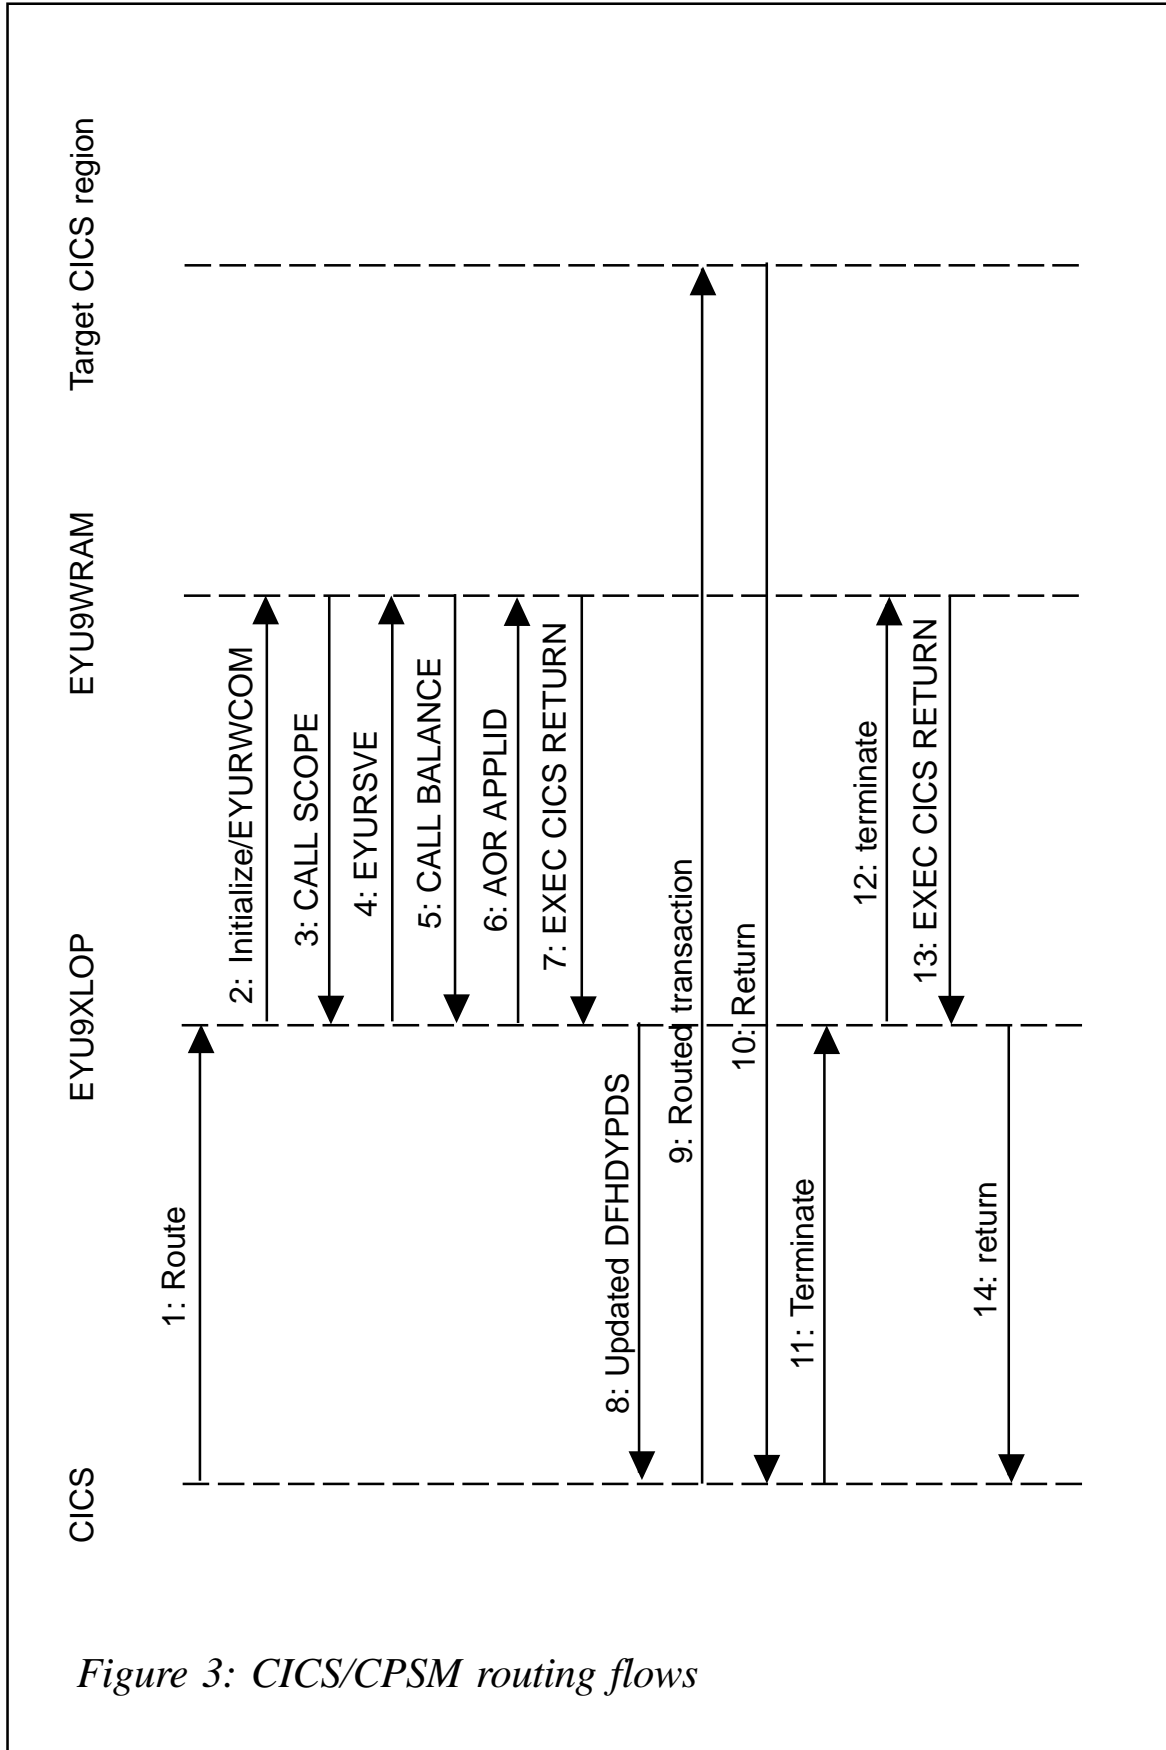 CICS
EYU9XLOP
EYU9WRAM
Target CICS region
1: Route
2: Initialize/EYURWCOM
3: CALL SCOPE
4: EYURSVE
5: CALL BALANCE
6: AOR APPLID
7: EXEC CICS RETURN
8: Updated DFHDYPDS
9: Routed transaction
10: Return
11: Terminate
12: terminate
13: EXEC CICS RETURN
14: return
Figure 3: CICS/CPSM routing flows